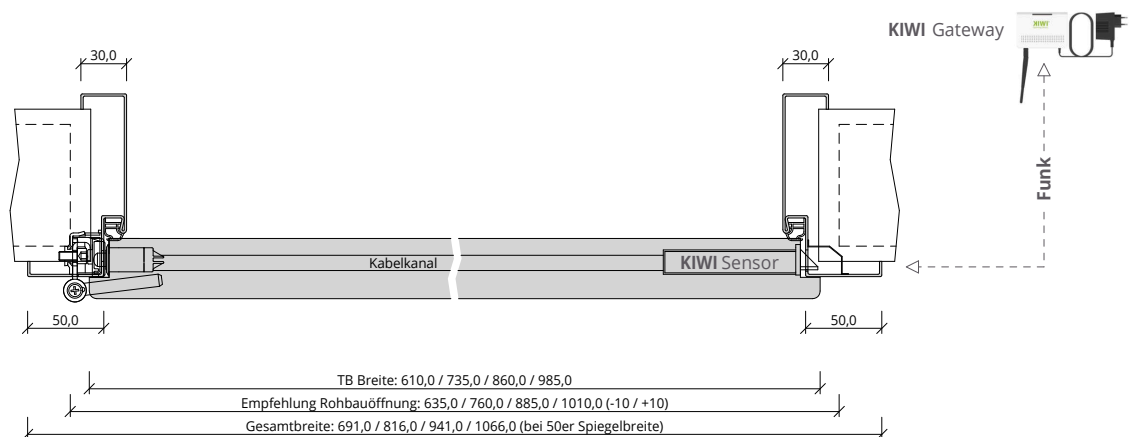 KIWI Gateway
KIWI
30,0
30,0
Funk
Kabelkanal
KIWI Sensor
50,0
50,0
TB Breite: 610,0 / 735,0 / 860,0 / 985,0
Empfehlung Rohbauöffnung: 635,0 / 760,0 / 885,0 / 1010,0 (-10 / +10)
Gesamtbreite: 691,0 / 816,0 / 941,0 / 1066,0 (bei 50er Spiegelbreite)